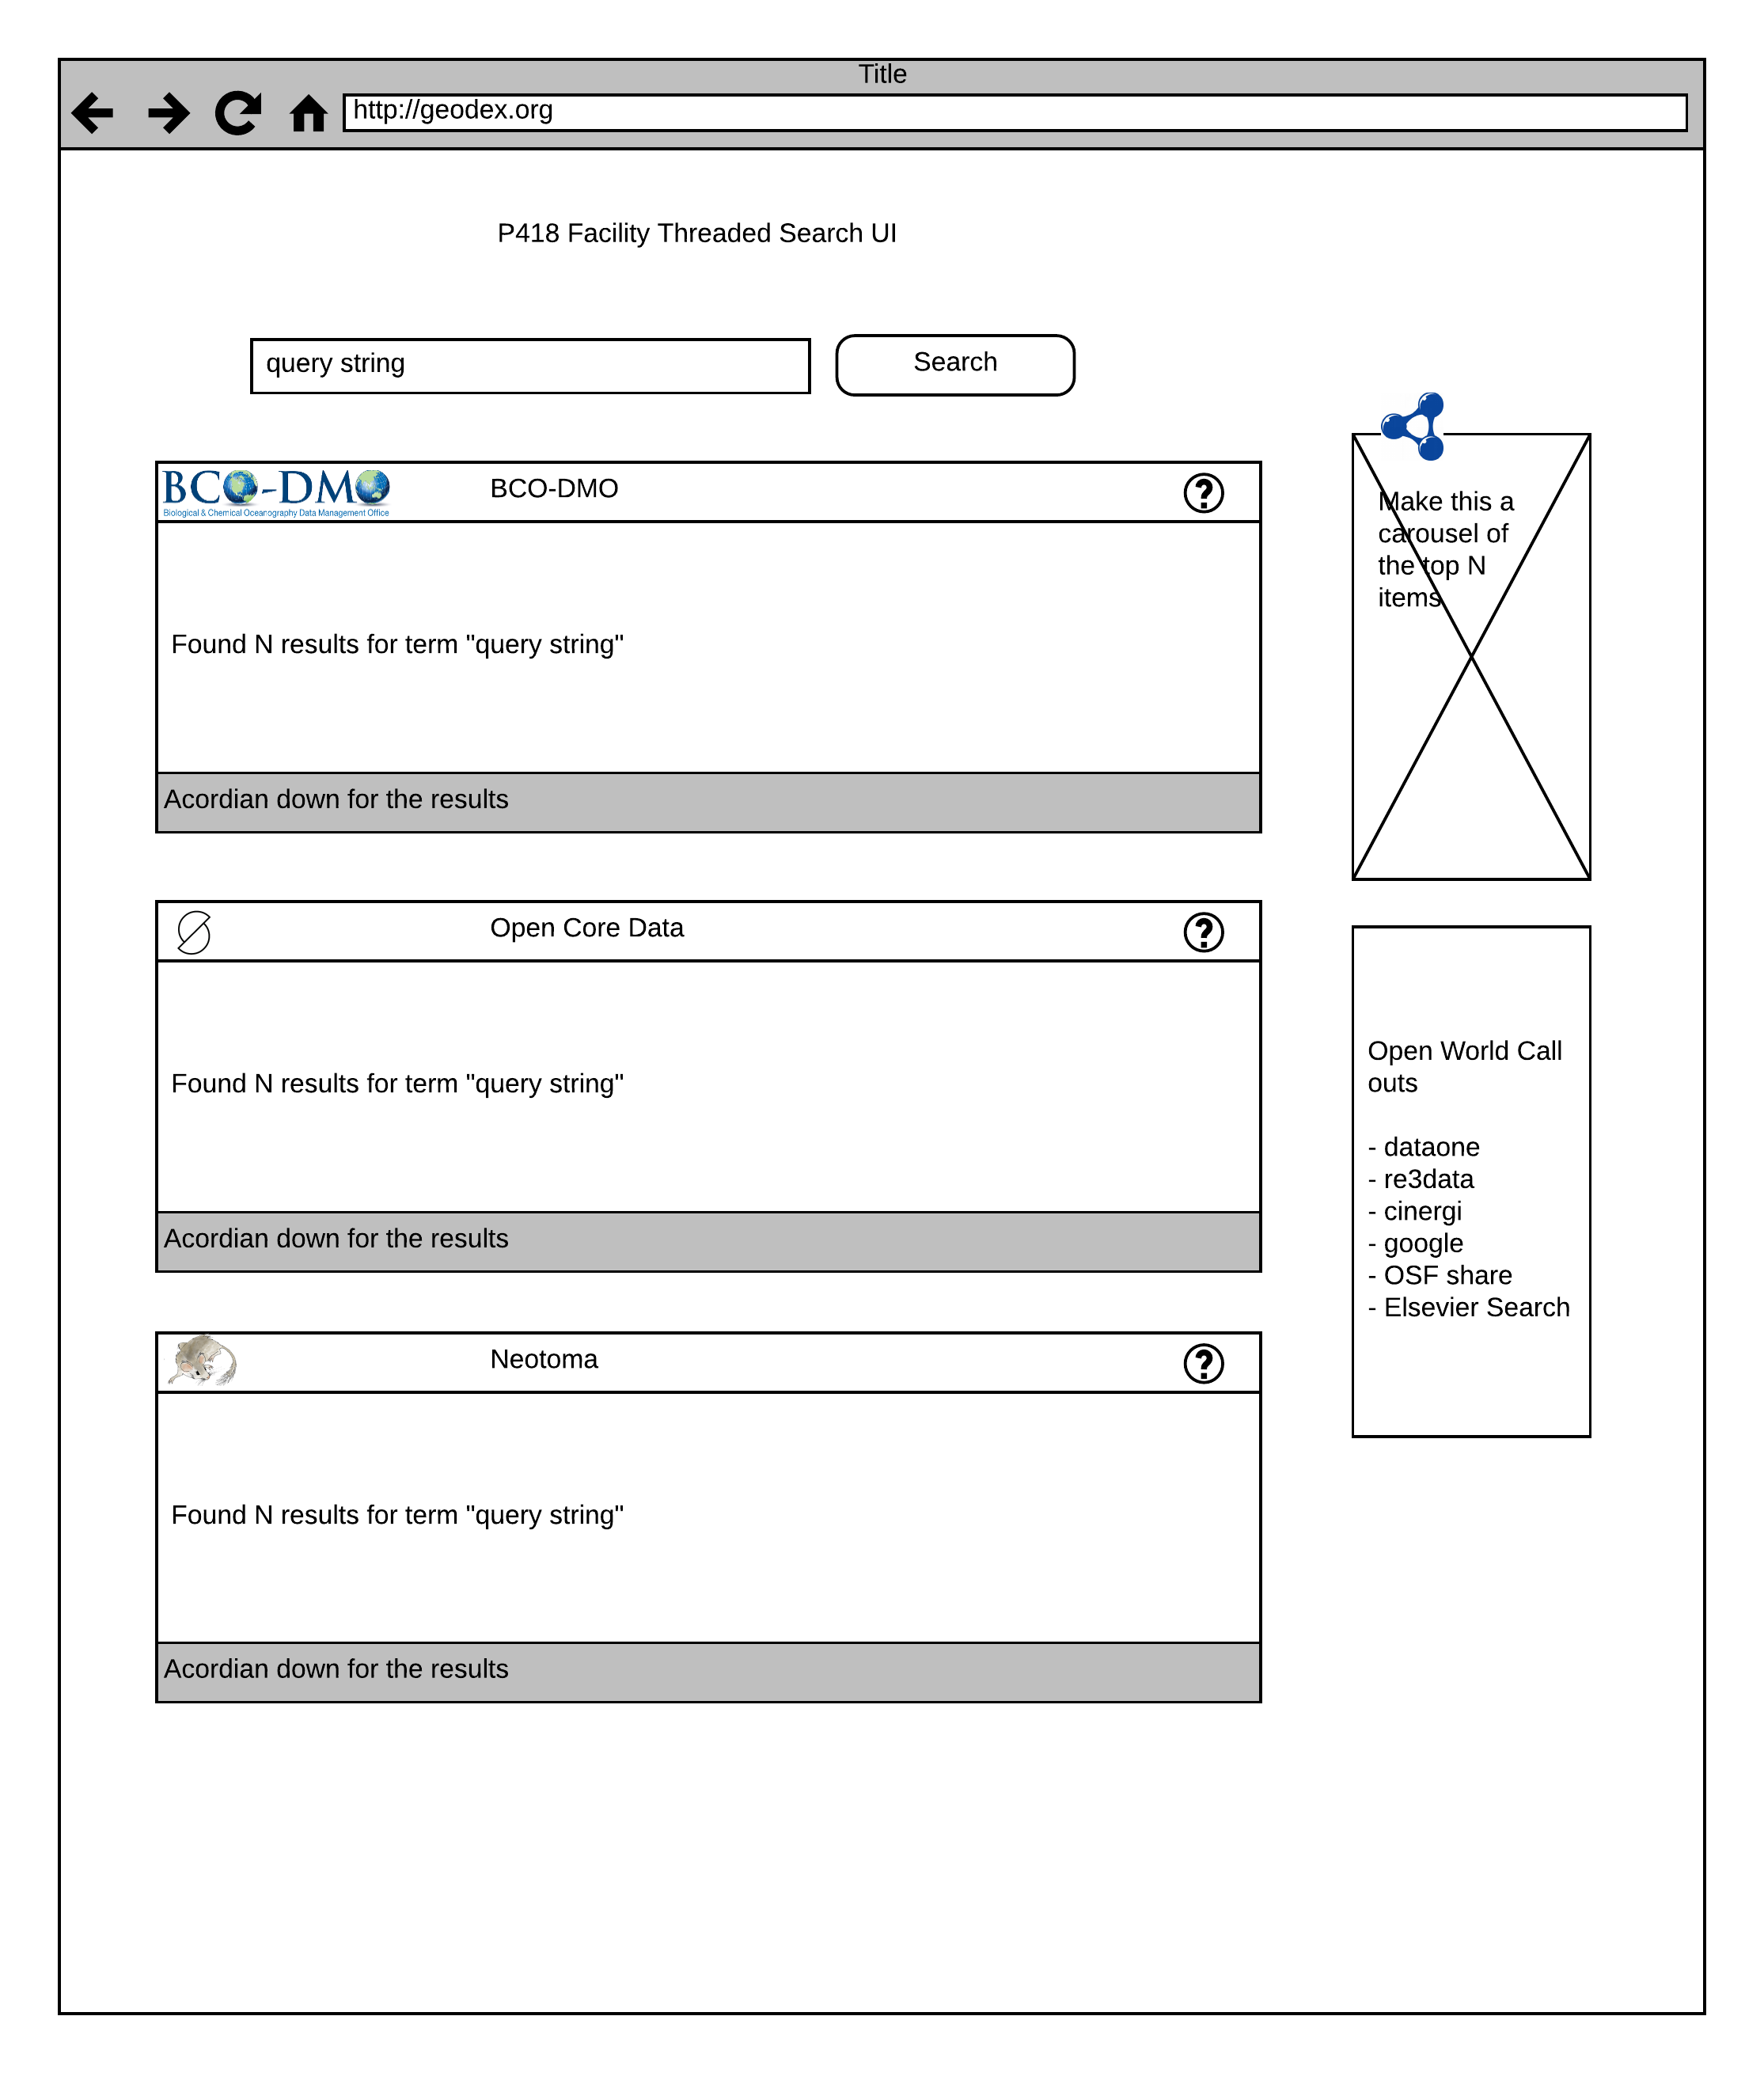 Title
http://geodex.org
P418 Facility Threaded Search UI
query string
Search
BCO-DMO
Biological & Chemical Oceanography Data Management Office
BCO-DMO
Found N results for term "query string"
Acordian down for the results
Open Core Data
Found N results for term "query string"
Acordian down for the results
Neotoma
Found N results for term "query string"
Acordian down for the results
Make this a
carousel of
the top N
items
Open World Call
outs
- dataone
- re3data
- cinergi
- google
- OSF share
- Elsevier Search